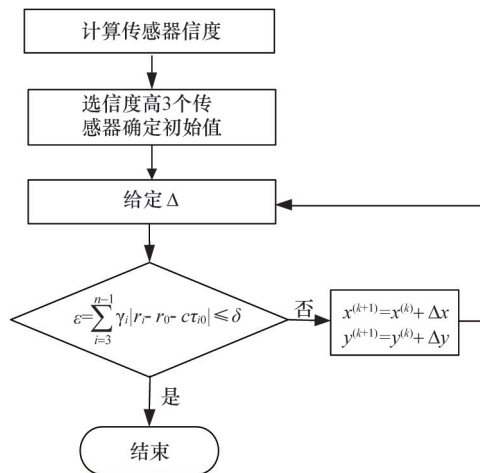 计算传感器信度
选信度高3个传
感器确定初始值
给定 Δ
ε=∑_{i=3}^{n-1} γ_i|r_i- r_0- cτ_{i0}|≤δ
否
x^{(k+1)}=x^{(k)}+ Δx
y^{(k+1)}=y^{(k)}+ Δy
是
结束